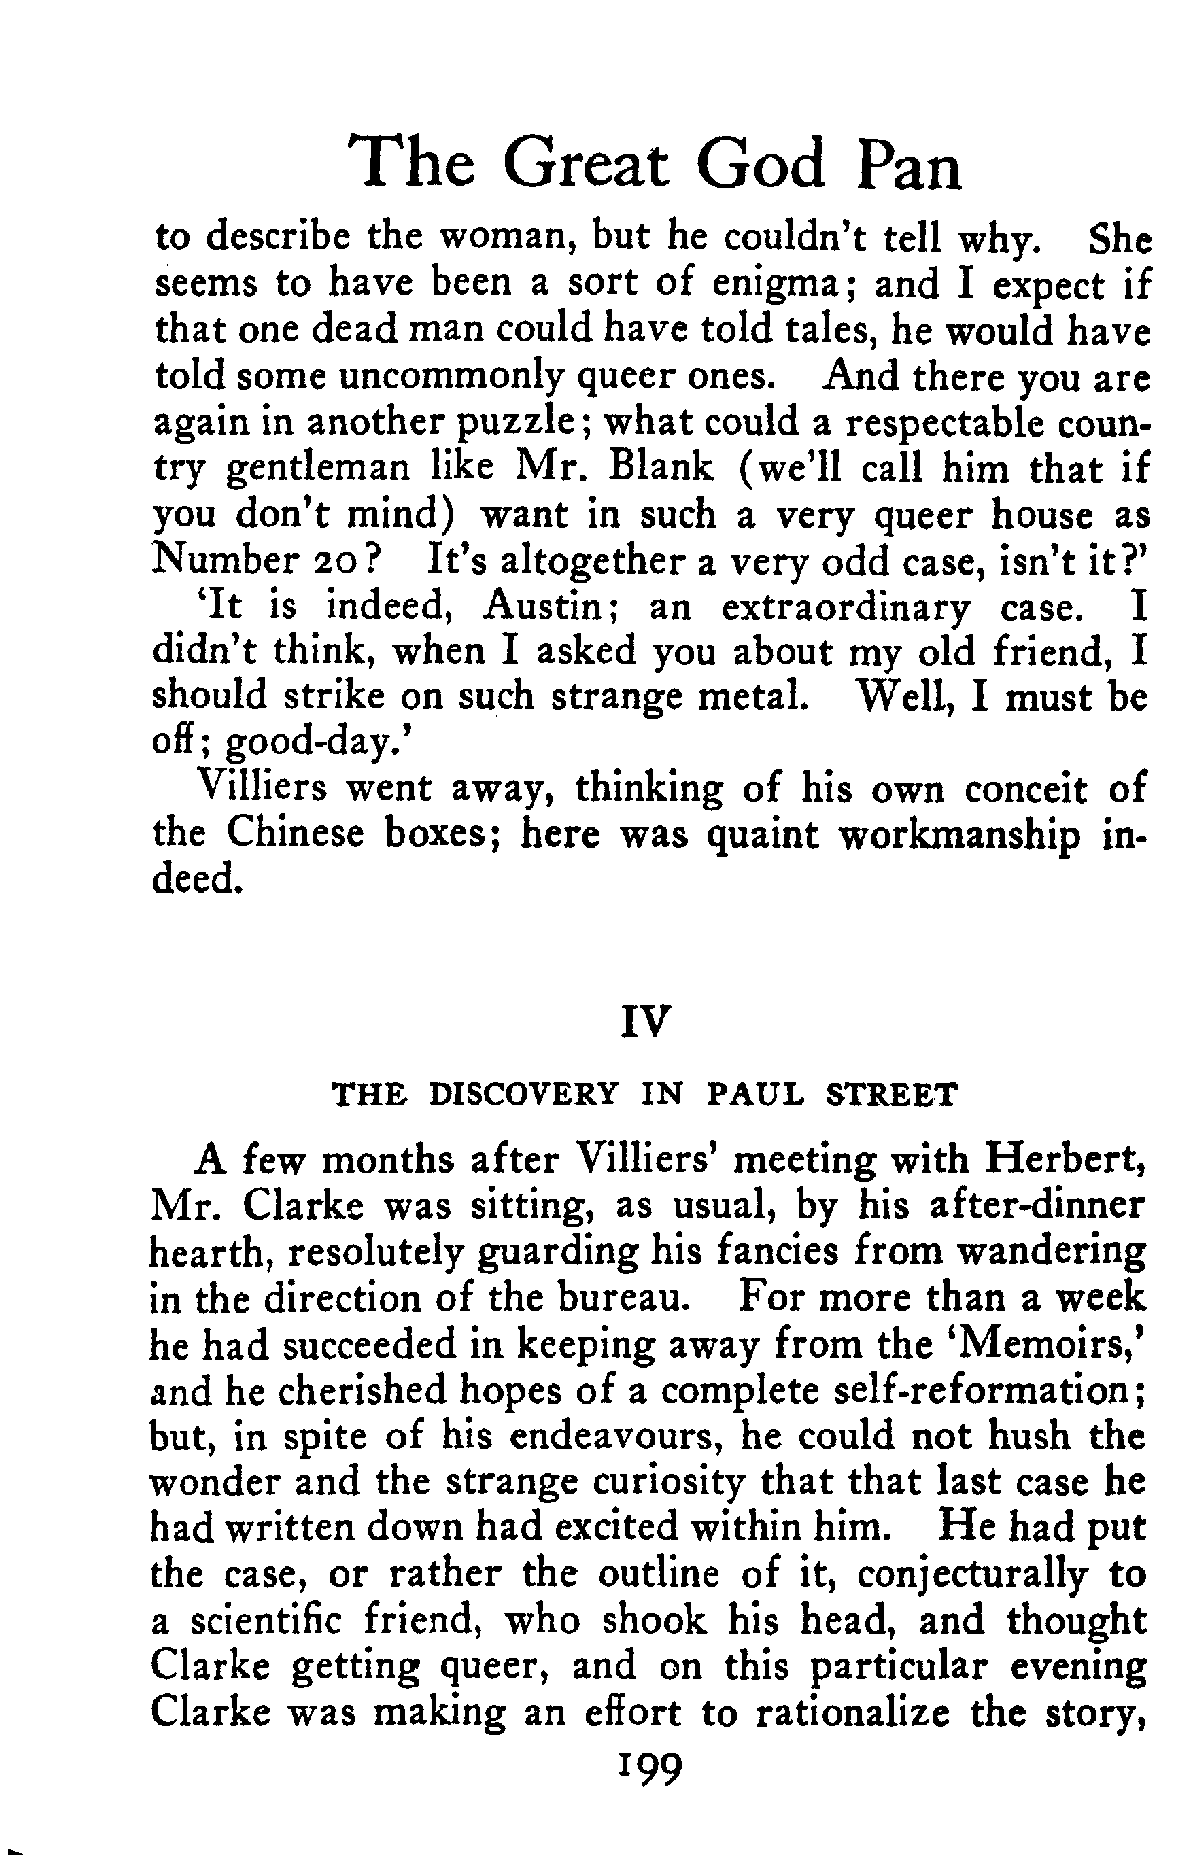 The Great God Pan
to describe the woman, but he couldn't tell why. She
seems to have been a sort of enigma; and I expect if
that one dead man could have told tales, he would have
told some uncommonly queer ones. And there you are
again in another puzzle; what could a respectable coun-
try gentleman like Mr. Blank (we'll call him that if
you don't mind) want in such a very queer house as
Number 20? It's altogether a very odd case, isn't it?'
'It is indeed, Austin; an extraordinary case. I
didn't think, when I asked you about my old friend, I
should strike on such strange metal. Well, I must be
off; good-day.'
Villiers went away, thinking of his own conceit of
the Chinese boxes; here was quaint workmanship in-
deed.
IV
THE DISCOVERY IN PAUL STREET
A few months after Villiers' meeting with Herbert,
Mr. Clarke was sitting, as usual, by his after-dinner
hearth, resolutely guarding his fancies from wandering
in the direction of the bureau. For more than a week
he had succeeded in keeping away from the 'Memoirs,'
and he cherished hopes of a complete self-reformation;
but, in spite of his endeavours, he could not hush the
wonder and the strange curiosity that that last case he
had written down had excited within him. He had put
the case, or rather the outline of it, conjecturally to
a scientific friend, who shook his head, and thought
Clarke getting queer, and on this particular evening
Clarke was making an effort to rationalize the story,
199